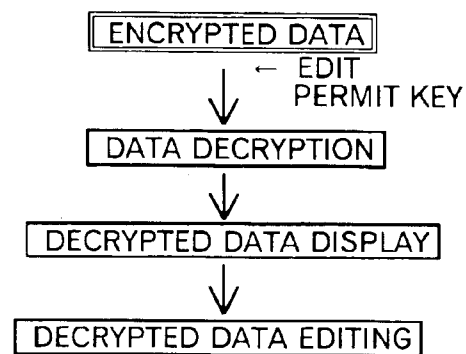 ENCRYPTED DATA
← EDIT
PERMIT KEY
DATA DECRYPTION
DECRYPTED DATA DISPLAY
DECRYPTED DATA EDITING